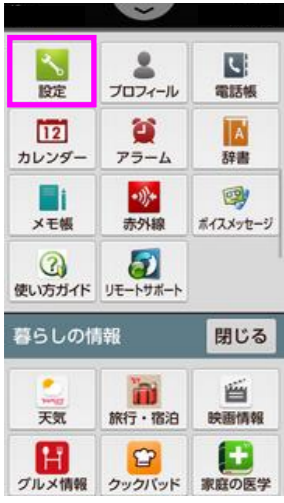 設定
プロフィール
電話帳
12
カレンダー
アラーム
A
辞書
メモ帳
赤外線
ボイスメッセージ
使い方ガイド
リモートサポート
暮らしの情報
閉じる
天気
旅行・宿泊
映画情報
グルメ情報
クックパッド
家庭の医学